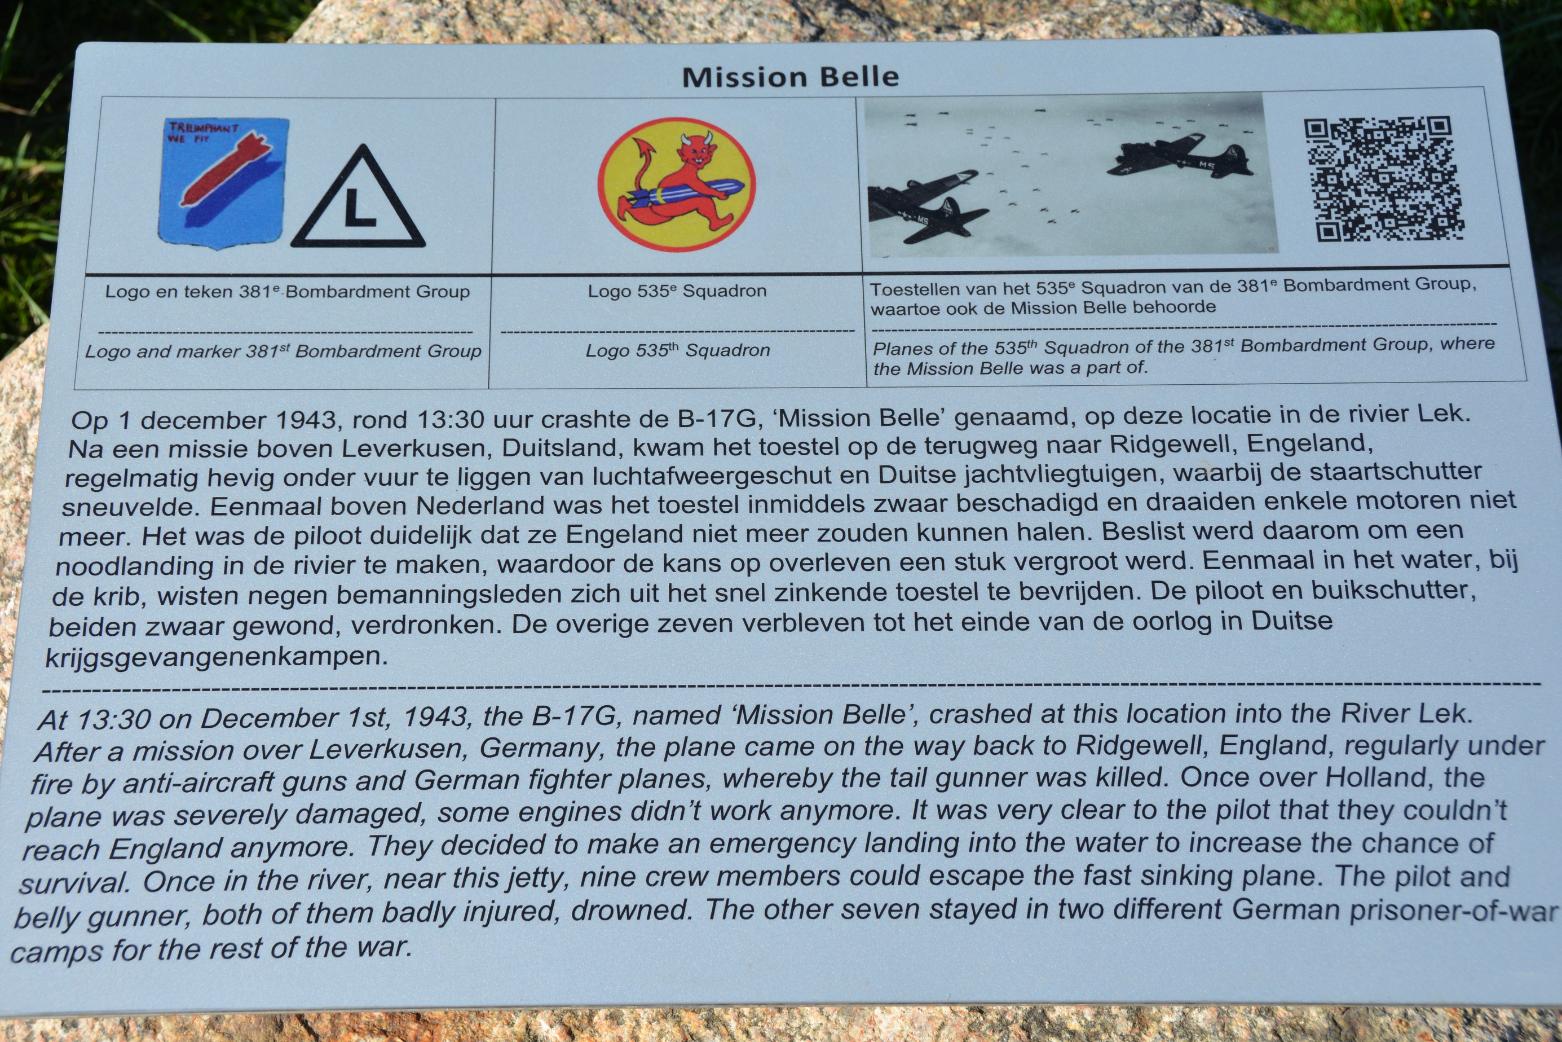 Mission Belle
TRIUMPHANT
WE FLY
L
MS
MS
Logo en teken 381e Bombardment Group
Logo and marker 381st Bombardment Group
Logo 535e Squadron
Logo 535th Squadron
Toestellen van het 535e Squadron van de 381e Bombardment Group,
waartoe ook de Mission Belle behoorde
Planes of the 535th Squadron of the 381st Bombardment Group, where
the Mission Belle was a part of.
Op 1 december 1943, rond 13:30 uur crashte de B-17G, ‘Mission Belle’ genaamd, op deze locatie in de rivier Lek.
Na een missie boven Leverkusen, Duitsland, kwam het toestel op de terugweg naar Ridgewell, Engeland,
regelmatig hevig onder vuur te liggen van luchtafweergeschut en Duitse jachtvliegtuigen, waarbij de staartschutter
sneuvelde. Eenmaal boven Nederland was het toestel inmiddels zwaar beschadigd en draaiden enkele motoren niet
meer. Het was de piloot duidelijk dat ze Engeland niet meer zouden kunnen halen. Beslist werd daarom om een
noodlanding in de rivier te maken, waardoor de kans op overleven een stuk vergroot werd. Eenmaal in het water, bij
de krib, wisten negen bemanningsleden zich uit het snel zinkende toestel te bevrijden. De piloot en buikschutter,
beiden zwaar gewond, verdronken. De overige zeven verbleven tot het einde van de oorlog in Duitse
krijgsgevangenenkampen.
At 13:30 on December 1st, 1943, the B-17G, named ‘Mission Belle’, crashed at this location into the River Lek.
After a mission over Leverkusen, Germany, the plane came on the way back to Ridgewell, England, regularly under
fire by anti-aircraft guns and German fighter planes, whereby the tail gunner was killed. Once over Holland, the
plane was severely damaged, some engines didn’t work anymore. It was very clear to the pilot that they couldn’t
reach England anymore. They decided to make an emergency landing into the water to increase the chance of
survival. Once in the river, near this jetty, nine crew members could escape the fast sinking plane. The pilot and
belly gunner, both of them badly injured, drowned. The other seven stayed in two different German prisoner-of-war
camps for the rest of the war.